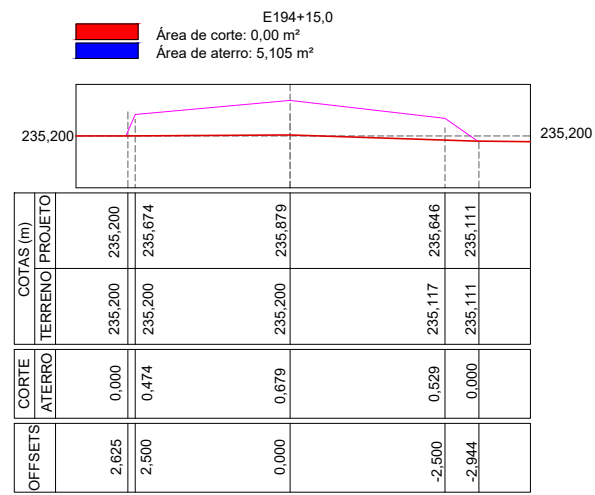 E194+15,0
Área de corte: 0,00 m²
Área de aterro: 5,105 m²
235,200
235,200
COTAS (m)
PROJETO
235,200
235,674
235,879
235,646
235,111
TERRENO
235,200
235,200
235,200
235,117
235,111
CORTE
ATERRO
0,000
0,474
0,679
0,529
0,000
OFFSETS
2,625
2,500
0,000
-2,500
-2,944